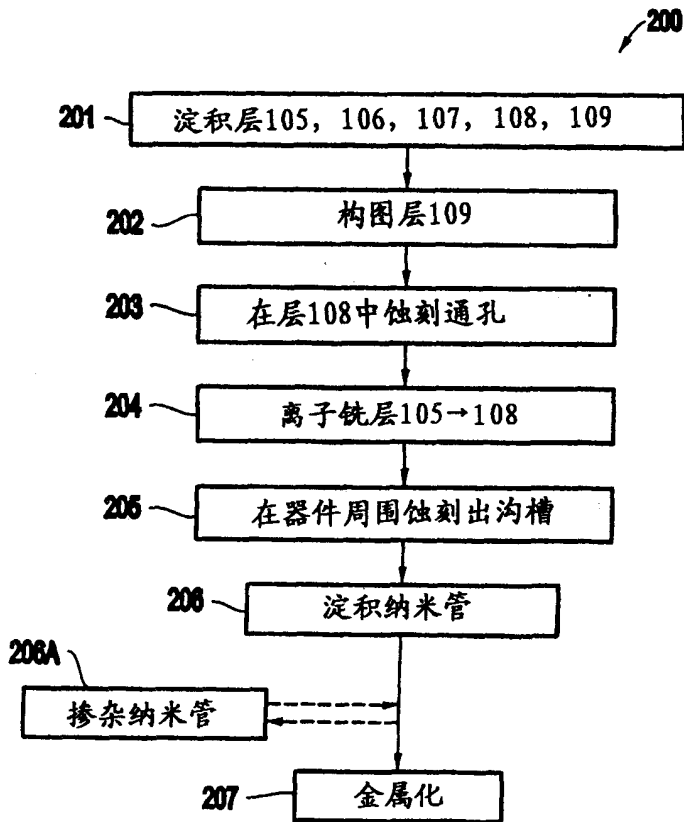 200
201
淀积层105, 106, 107, 108, 109
202
构图层109
203
在层108中蚀刻通孔
204
离子铣层105→108
205
在器件周围蚀刻出沟槽
206
淀积纳米管
206A
掺杂纳米管
207
金属化